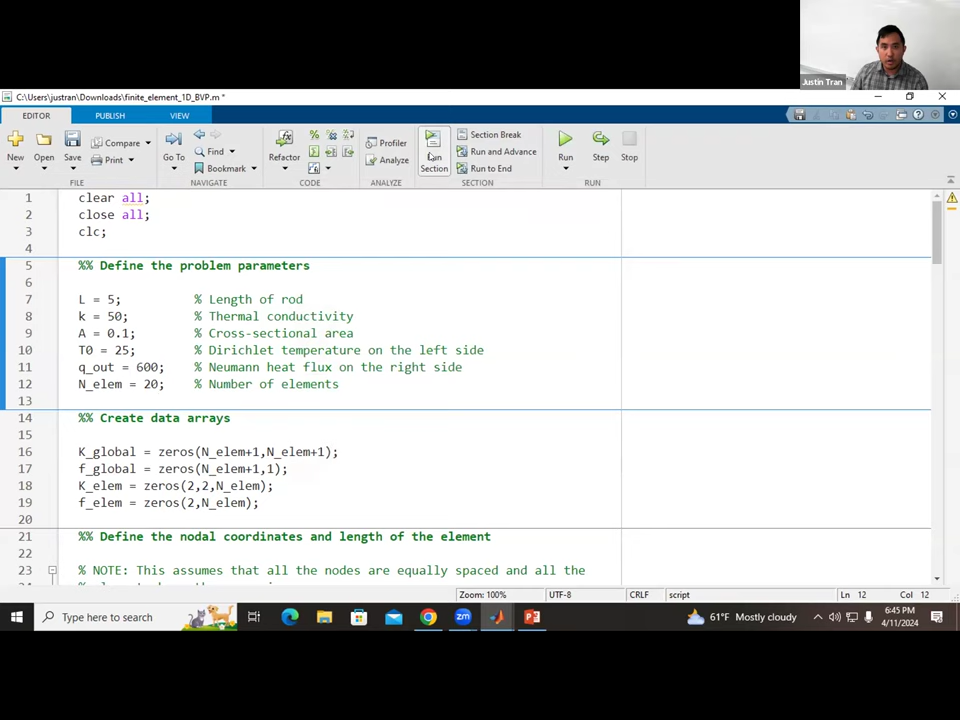 Justin Tran
C:\Users\justran\Downloads\finite_element_1D_BVP.m *
EDITOR PUBLISH VIEW
New Open Save Compare Print Go To Find Bookmark Refactor Profiler Analyze Run Section Section Break Run and Advance Run to End Run Step Stop
FILE NAVIGATE CODE ANALYZE SECTION RUN
1 clear all;
2 close all;
3 clc;
4
5 %% Define the problem parameters
6
7 L = 5; % Length of rod
8 k = 50; % Thermal conductivity
9 A = 0.1; % Cross-sectional area
10 T0 = 25; % Dirichlet temperature on the left side
11 q_out = 600; % Neumann heat flux on the right side
12 N_elem = 20; % Number of elements
13
14 %% Create data arrays
15
16 K_global = zeros(N_elem+1,N_elem+1);
17 f_global = zeros(N_elem+1,1);
18 K_elem = zeros(2,2,N_elem);
19 f_elem = zeros(2,N_elem);
20
21 %% Define the nodal coordinates and length of the element
22
23 % NOTE: This assumes that all the nodes are equally spaced and all the
Zoom: 100% UTF-8 CRLF script Ln 12 Col 12
Type here to search
61°F Mostly cloudy
6:45 PM
4/11/2024